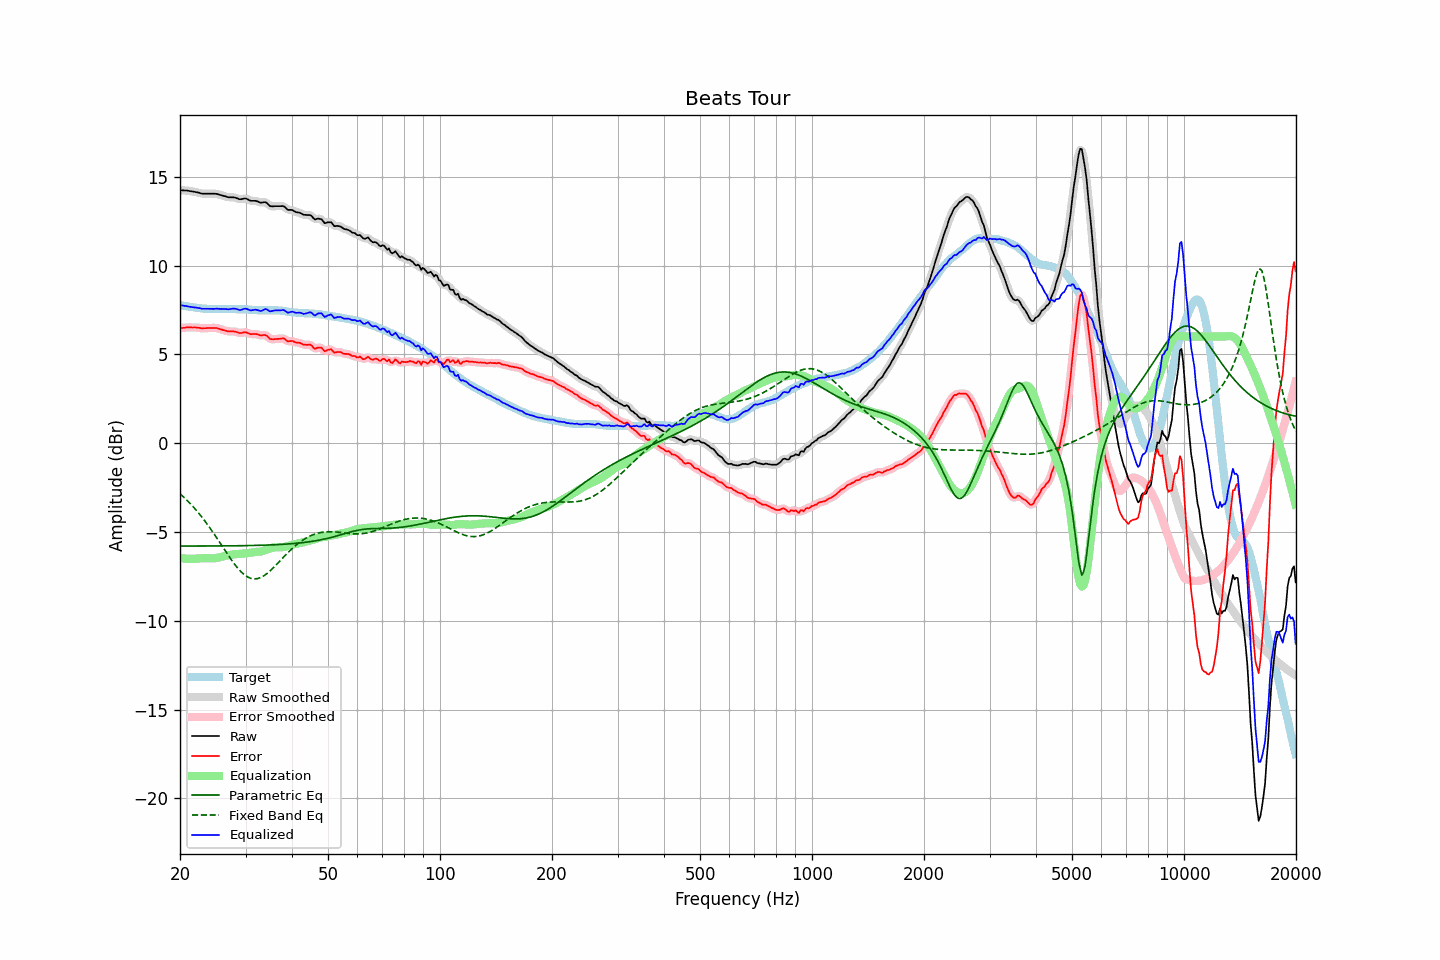 Beats Tour
Amplitude (dBr)
15
10
5
0
−5
−10
−15
−20
Target
Raw Smoothed
Error Smoothed
Raw
Error
Equalization
Parametric Eq
Fixed Band Eq
Equalized
20 50 100 200 500 1000 2000 5000 10000 20000
Frequency (Hz)